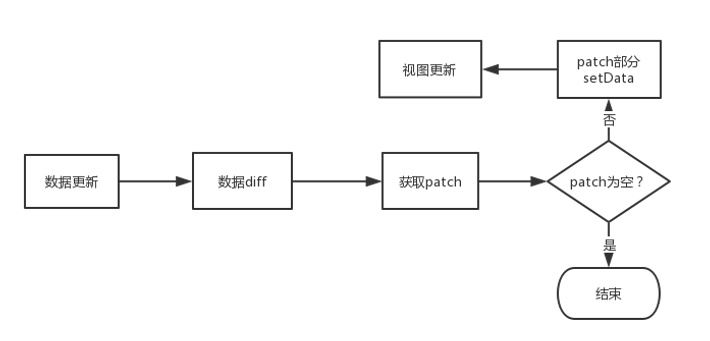 视图更新
patch部分
setData
否
数据更新
数据diff
获取patch
patch为空？
是
结束